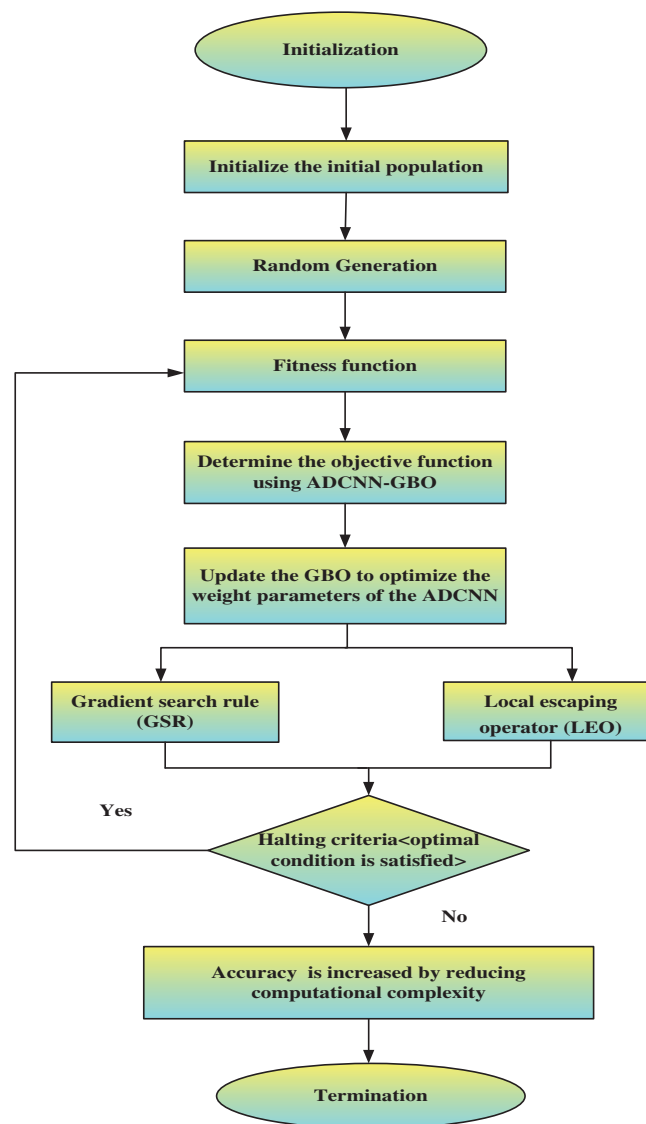 Initialization
Initialize the initial population
Random Generation
Fitness function
Determine the objective function
using ADCNN-GBO
Update the GBO to optimize the
weight parameters of the ADCNN
Gradient search rule
(GSR)
Local escaping
operator (LEO)
Yes
Halting criteria<optimal
condition is satisfied>
No
Accuracy is increased by reducing
computational complexity
Termination